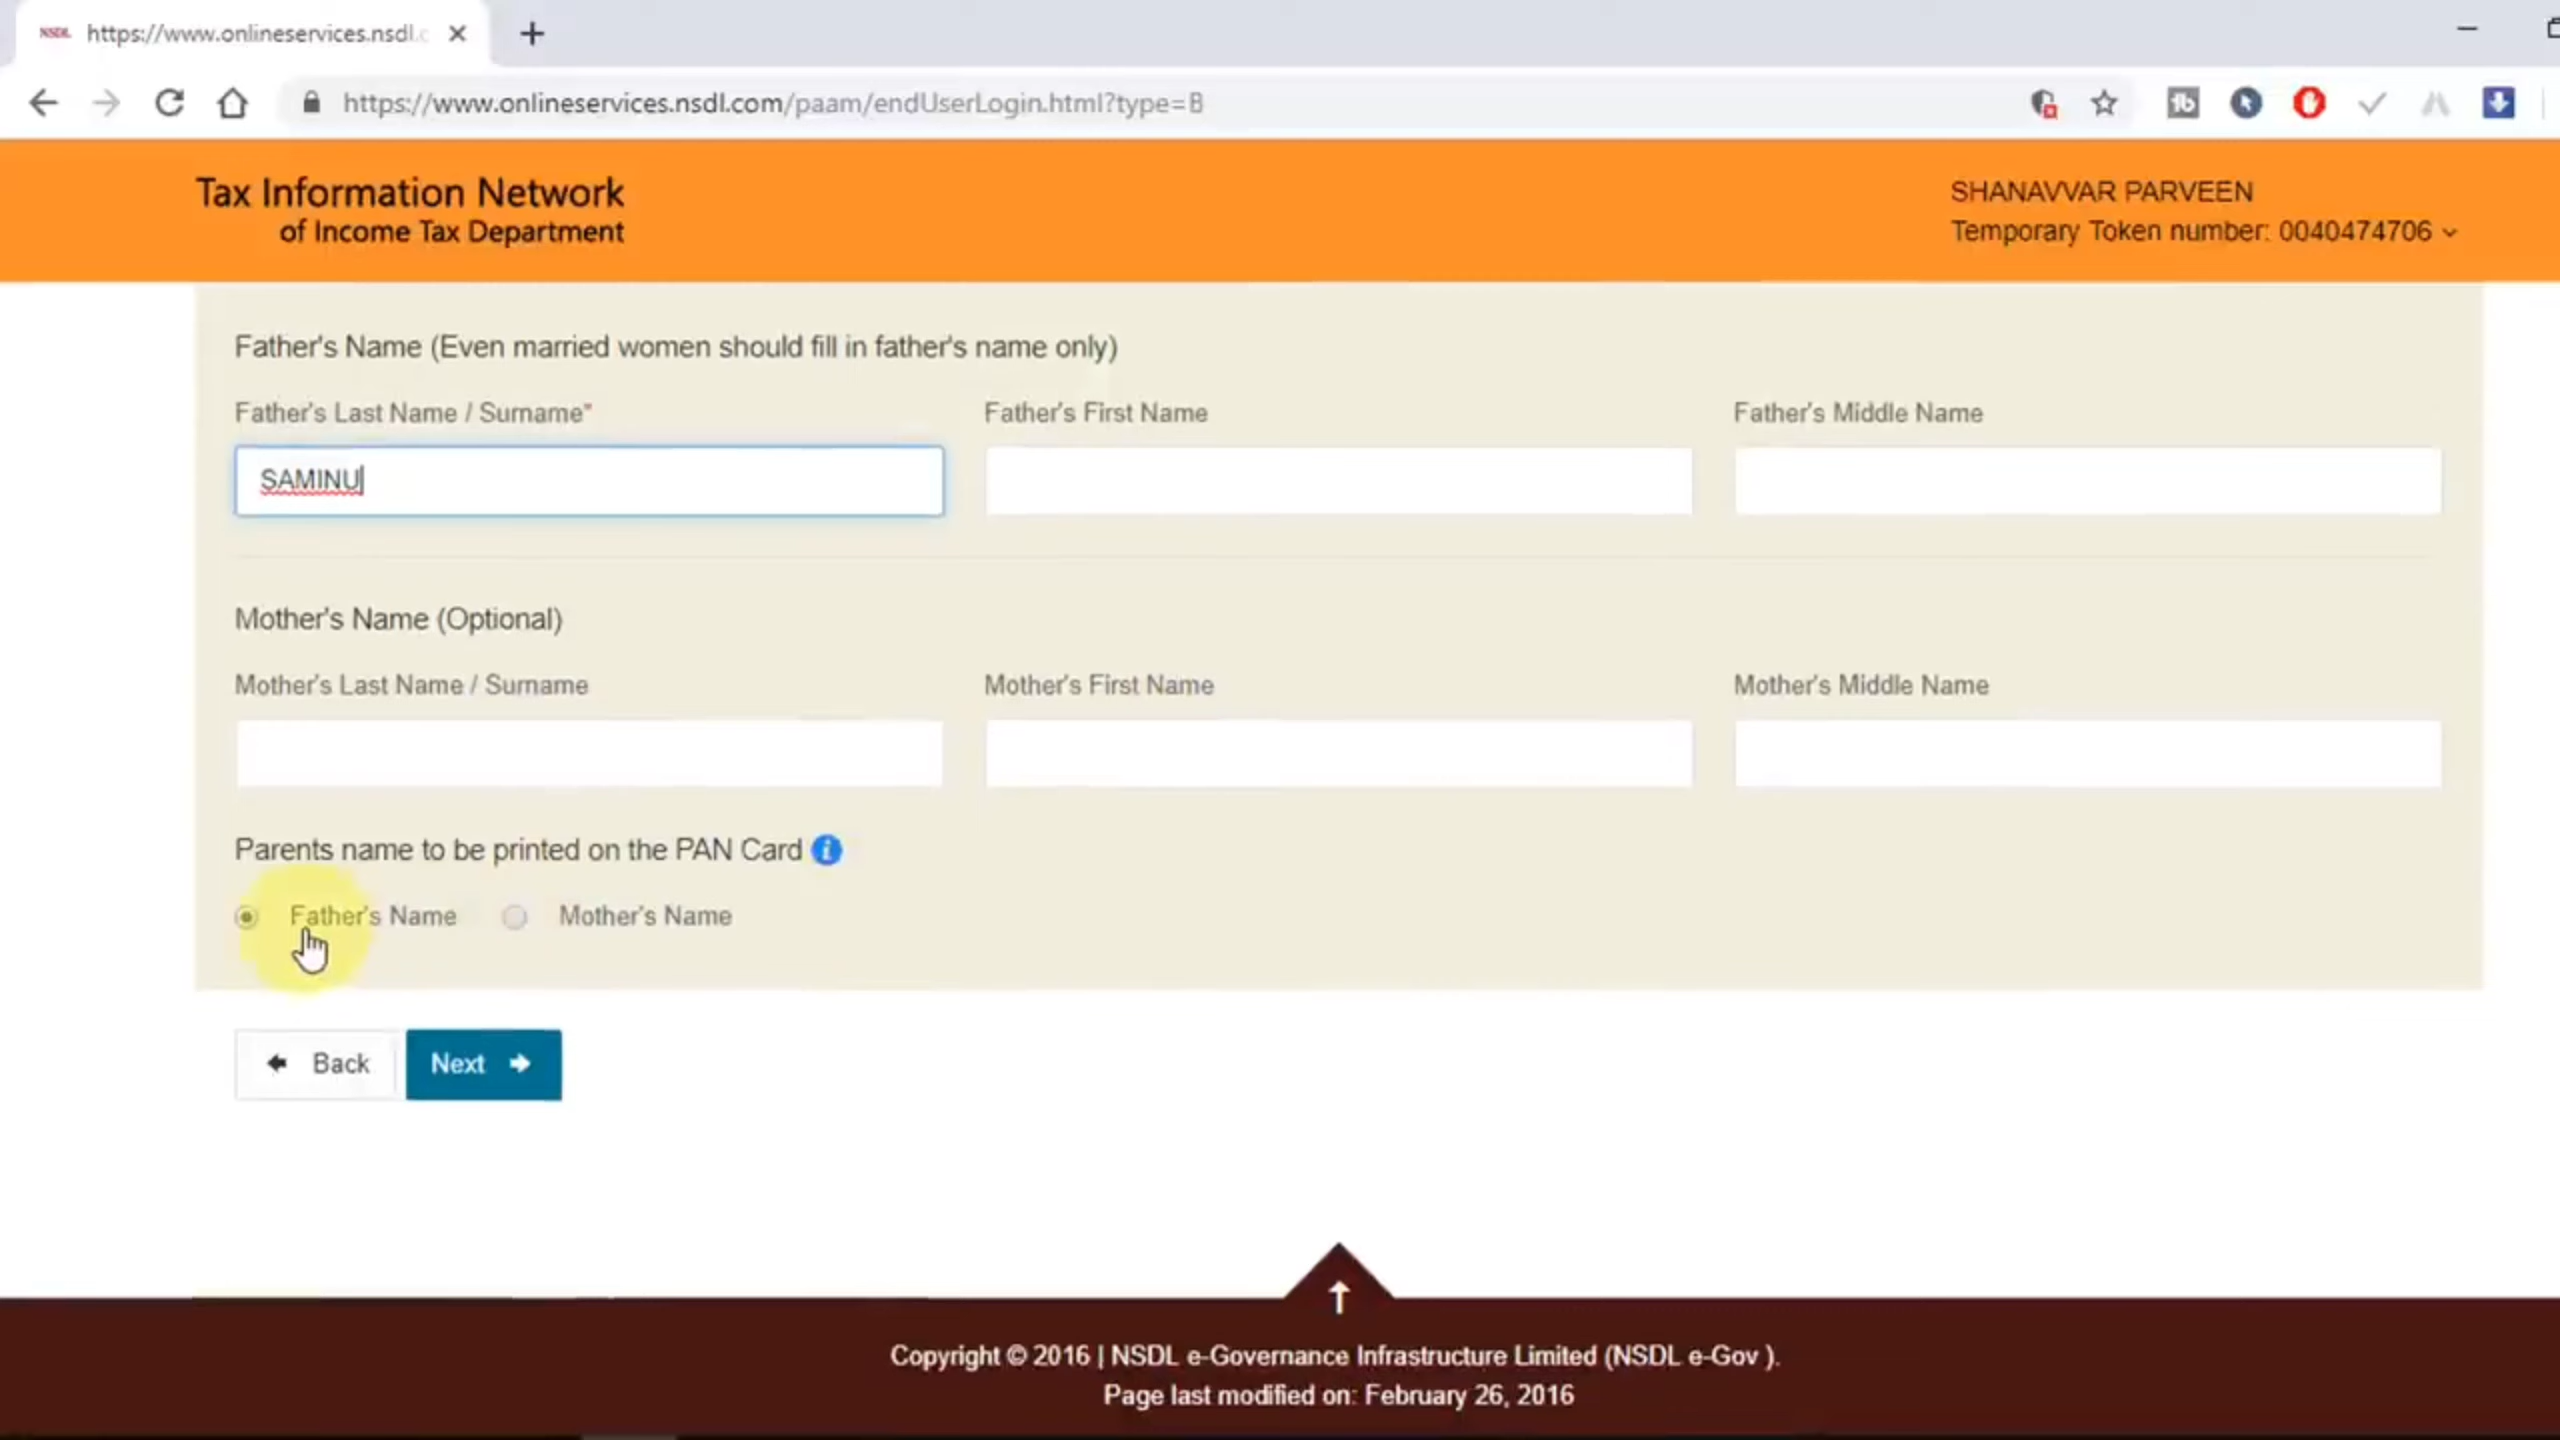 NSDL https://www.onlineservices.nsdl.c
https://www.onlineservices.nsdl.com/paam/endUserLogin.html?type=B
Tax Information Network
of Income Tax Department
SHANAVVAR PARVEEN
Temporary Token number: 0040474706
Father's Name (Even married women should fill in father's name only)
Father's Last Name / Surname* Father's First Name Father's Middle Name
SAMINU
Mother's Name (Optional)
Mother's Last Name / Surname Mother's First Name Mother's Middle Name
Parents name to be printed on the PAN Card i
Father's Name Mother's Name
Back Next
Copyright © 2016 | NSDL e-Governance Infrastructure Limited (NSDL e-Gov ).
Page last modified on: February 26, 2016